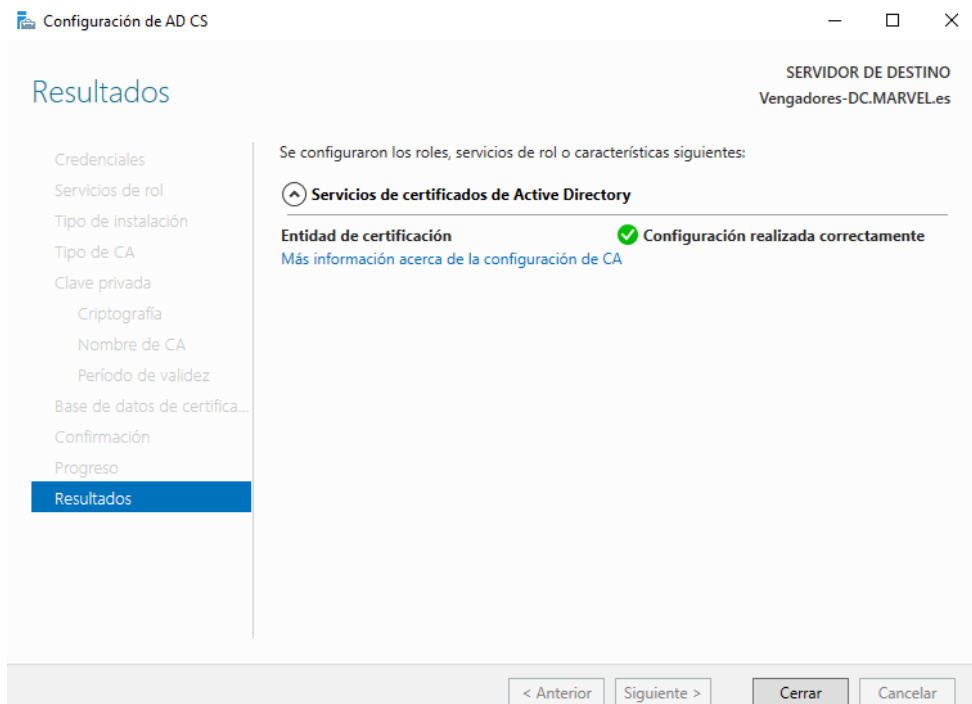 Configuración de AD CS
Resultados
SERVIDOR DE DESTINO
Vengadores-DC.MARVEL.es
Credenciales
Servicios de rol
Tipo de instalación
Tipo de CA
Clave privada
Criptografía
Nombre de CA
Período de validez
Base de datos de certifica...
Confirmación
Progreso
Resultados
Se configuraron los roles, servicios de rol o características siguientes:
Servicios de certificados de Active Directory
Entidad de certificación
Configuración realizada correctamente
Más información acerca de la configuración de CA
< Anterior
Siguiente >
Cerrar
Cancelar